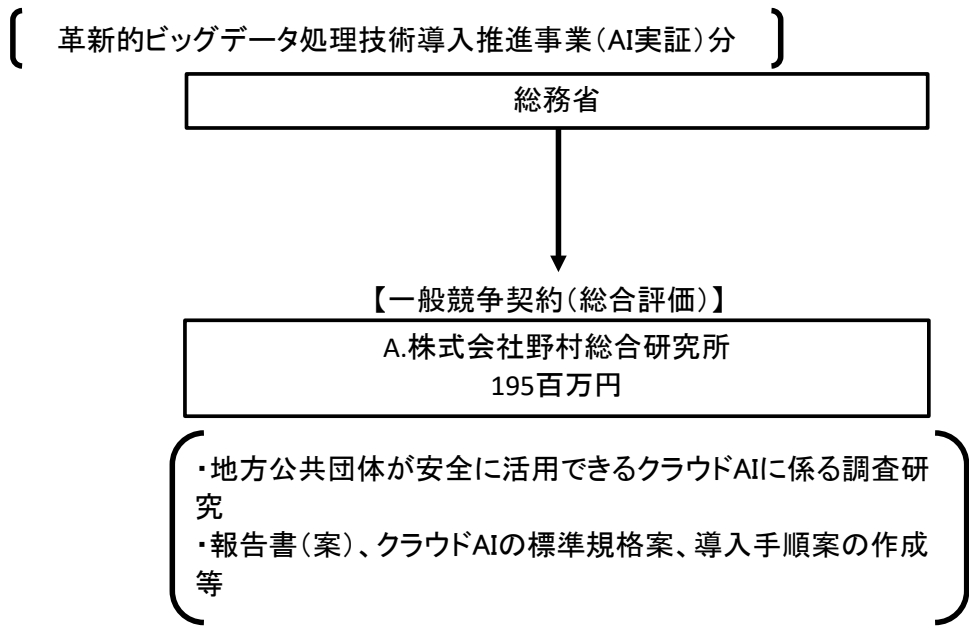 革新的ビッグデータ処理技術導入推進事業（AI実証）分
総務省
【一般競争契約（総合評価）】
A.株式会社野村総合研究所
195百万円
・地方公共団体が安全に活用できるクラウドAIに係る調査研
究
・報告書（案）、クラウドAIの標準規格案、導入手順案の作成
等